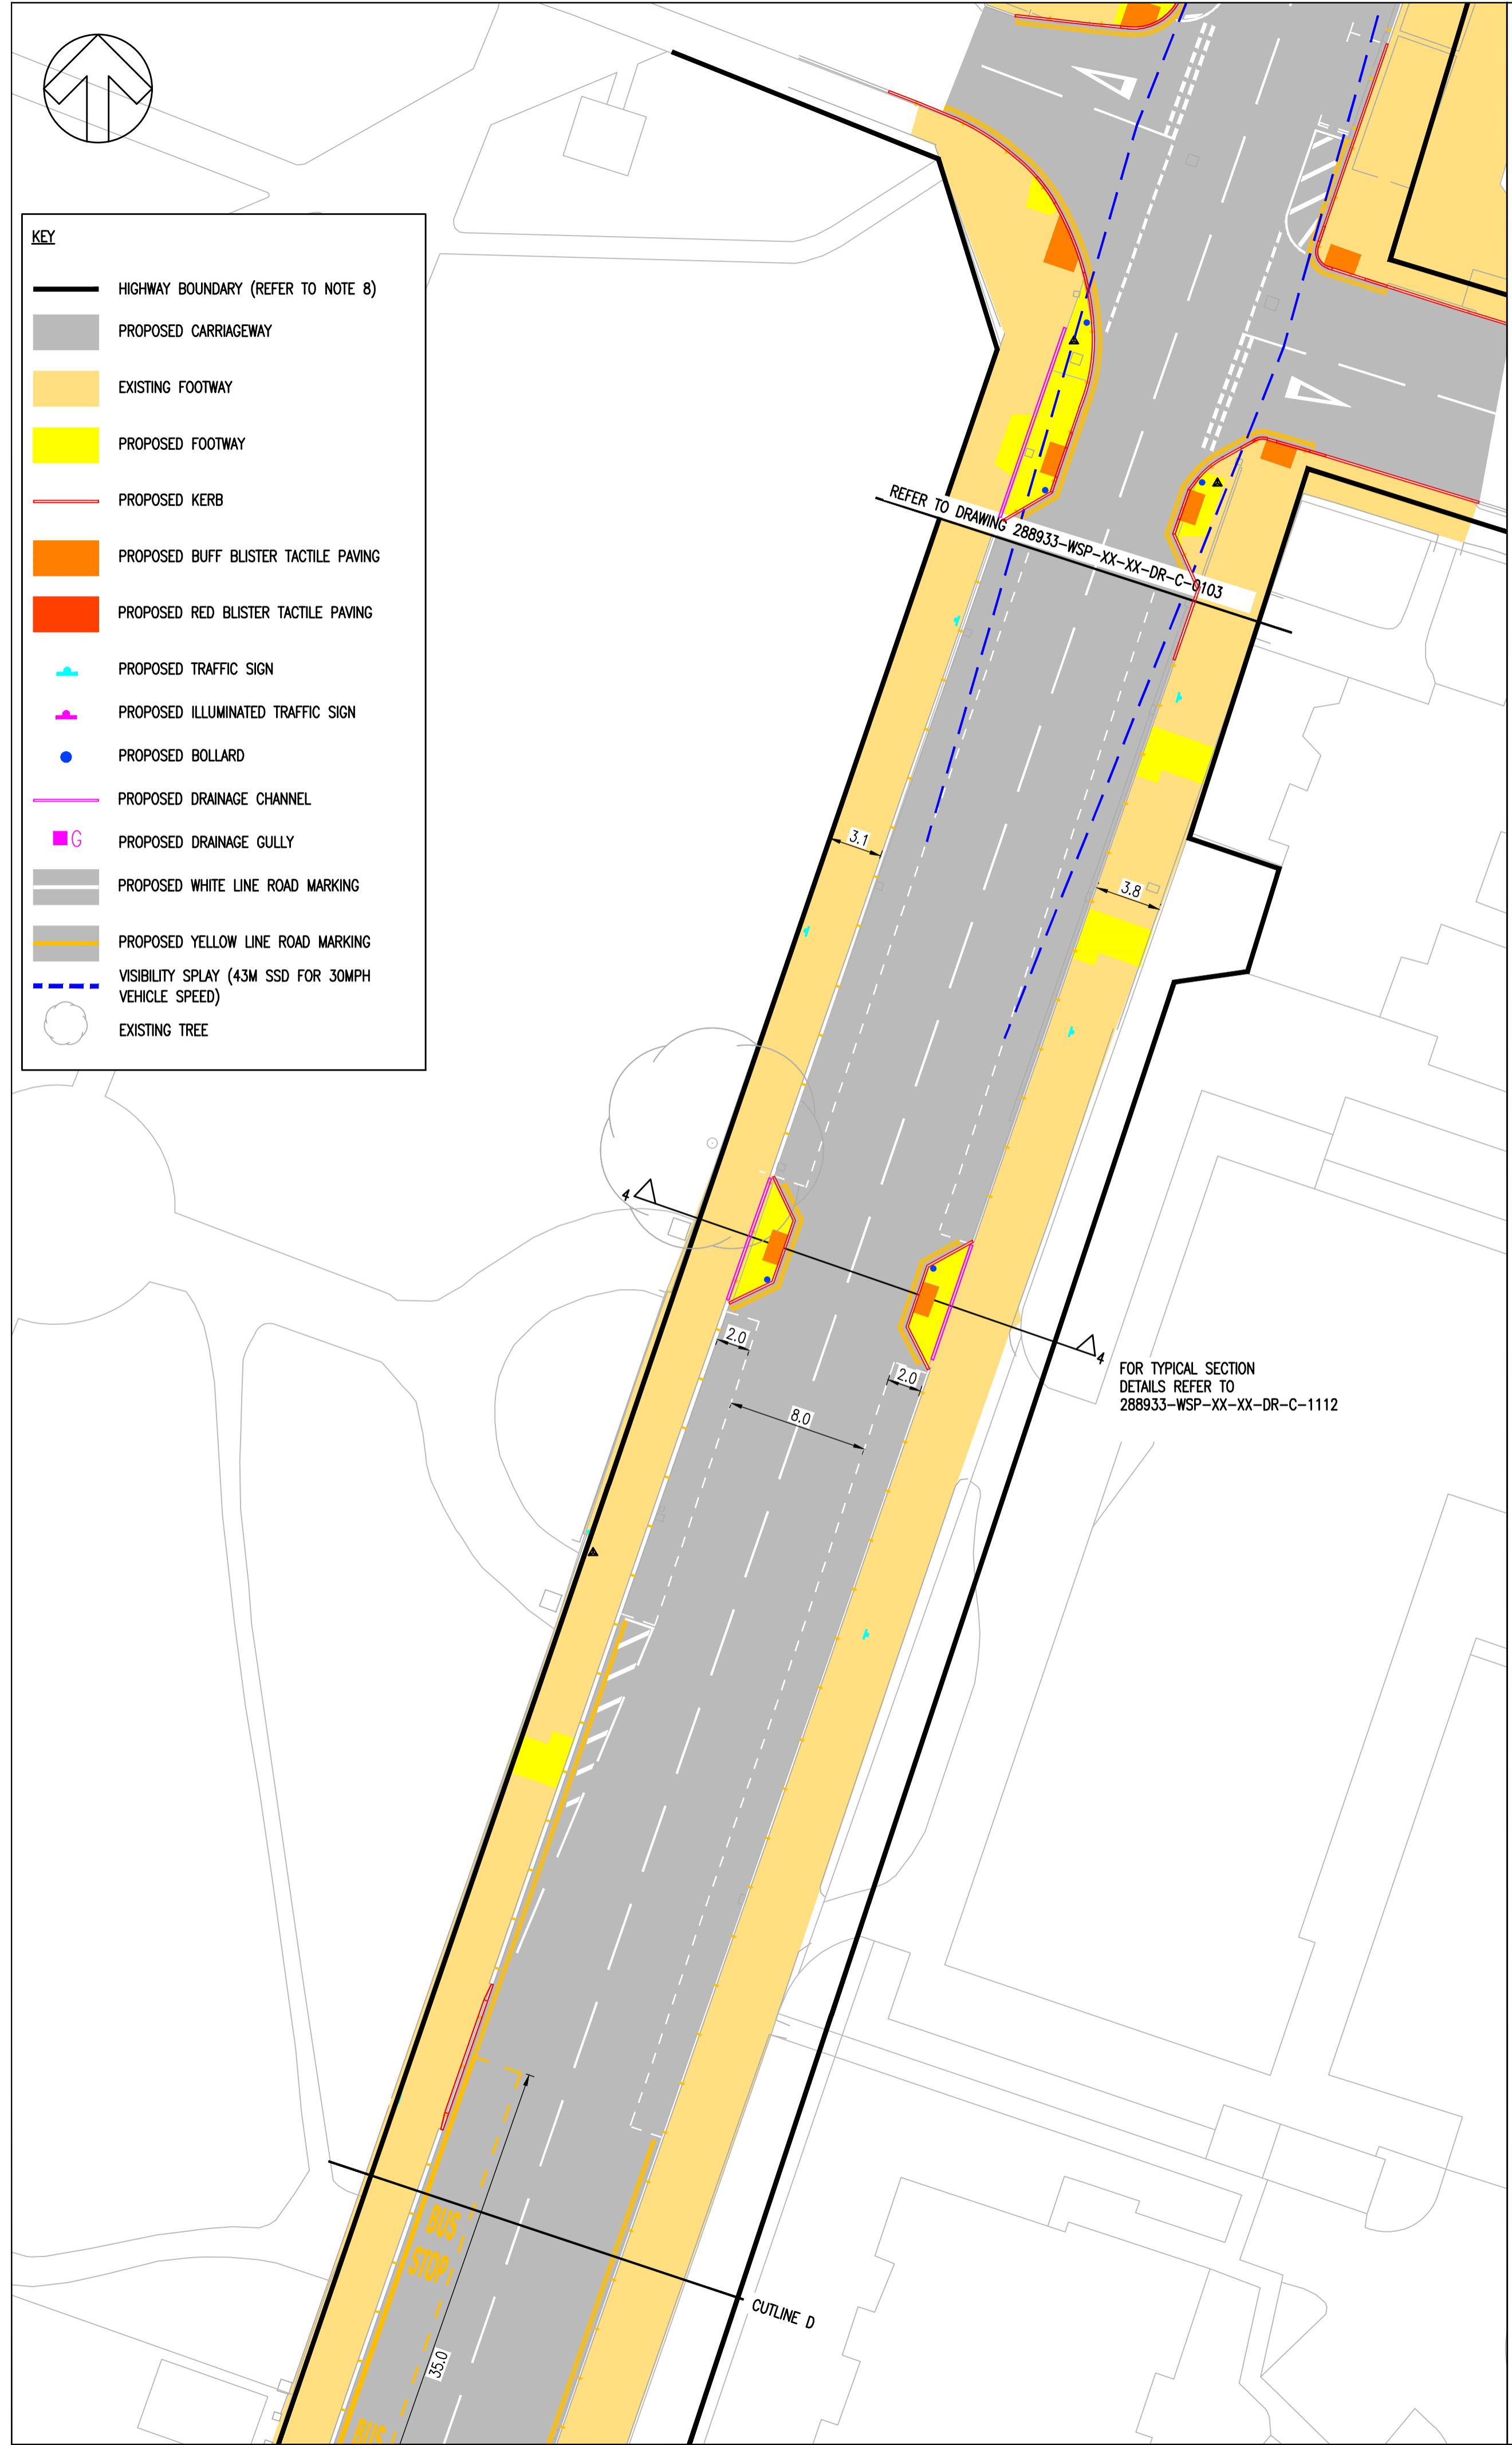 KEY
HIGHWAY BOUNDARY (REFER TO NOTE 8)
PROPOSED CARRIAGEWAY
EXISTING FOOTWAY
PROPOSED FOOTWAY
PROPOSED KERB
PROPOSED BUFF BLISTER TACTILE PAVING
PROPOSED RED BLISTER TACTILE PAVING
PROPOSED TRAFFIC SIGN
PROPOSED ILLUMINATED TRAFFIC SIGN
PROPOSED BOLLARD
PROPOSED DRAINAGE CHANNEL
G
PROPOSED DRAINAGE GULLY
PROPOSED WHITE LINE ROAD MARKING
PROPOSED YELLOW LINE ROAD MARKING
VISIBILITY SPLAY (43M SSD FOR 30MPH
VEHICLE SPEED)
EXISTING TREE
REFER TO DRAWING 288933-WSP-XX-XX-DR-C-0103
3.1
3.8
4
4
FOR TYPICAL SECTION
DETAILS REFER TO
288933-WSP-XX-XX-DR-C-1112
2.0
2.0
8.0
BUS
STOP
CUTLINE D
35.0
BUS